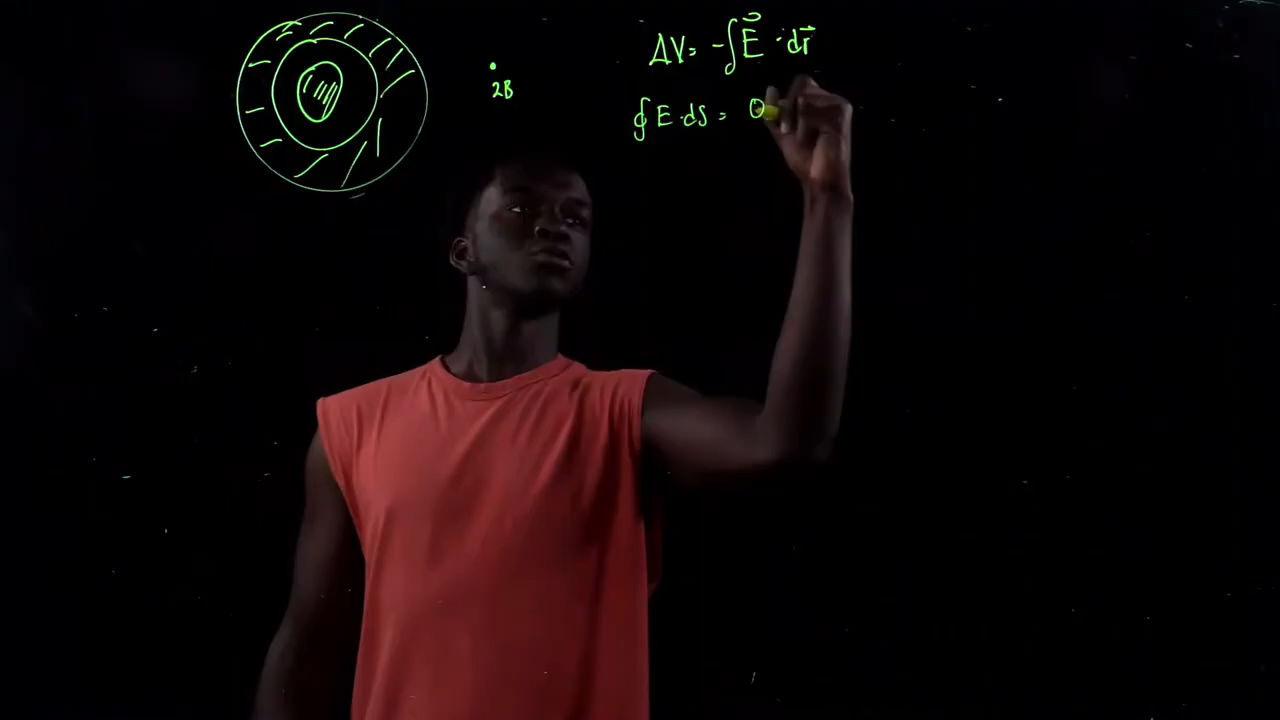 2B
ΔV = -∫E⃗ · dr⃗
∮E · dS = Q